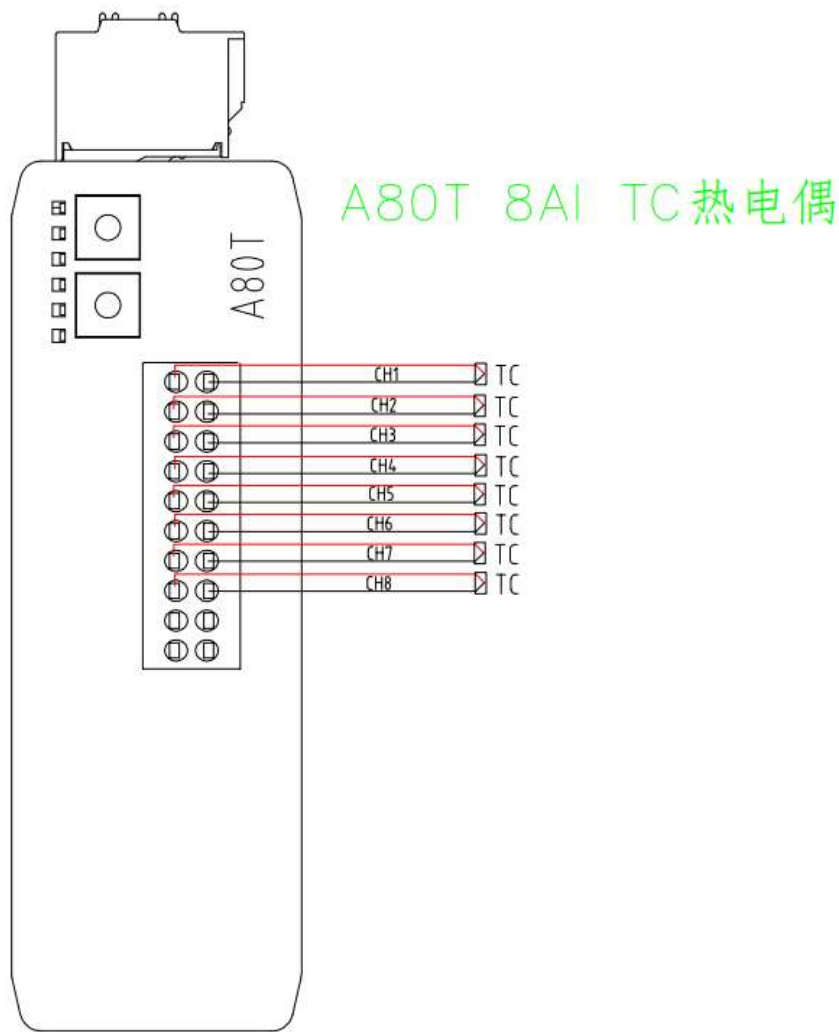 A80T 8AI TC热电偶
A80T
CH1 TC
CH2 TC
CH3 TC
CH4 TC
CH5 TC
CH6 TC
CH7 TC
CH8 TC